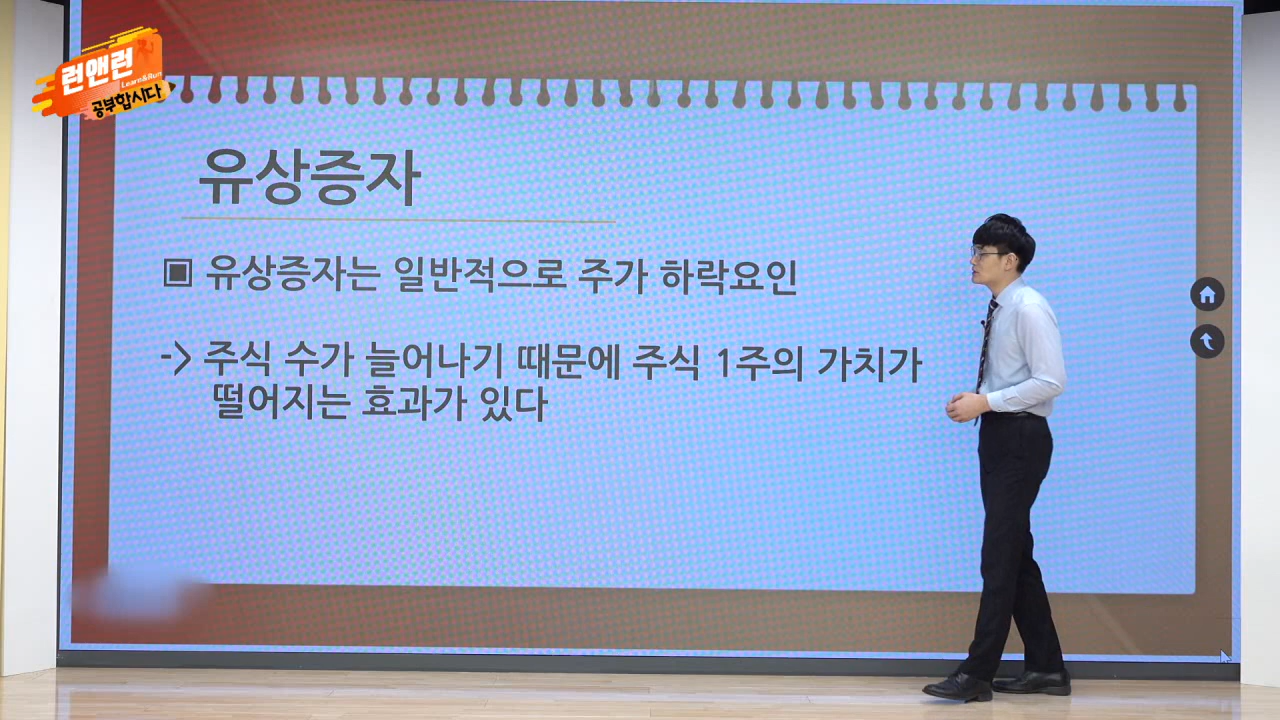 런앤런
Learn&Run
공부합시다
유상증자
▣ 유상증자는 일반적으로 주가 하락요인
-> 주식 수가 늘어나기 때문에 주식 1주의 가치가
떨어지는 효과가 있다